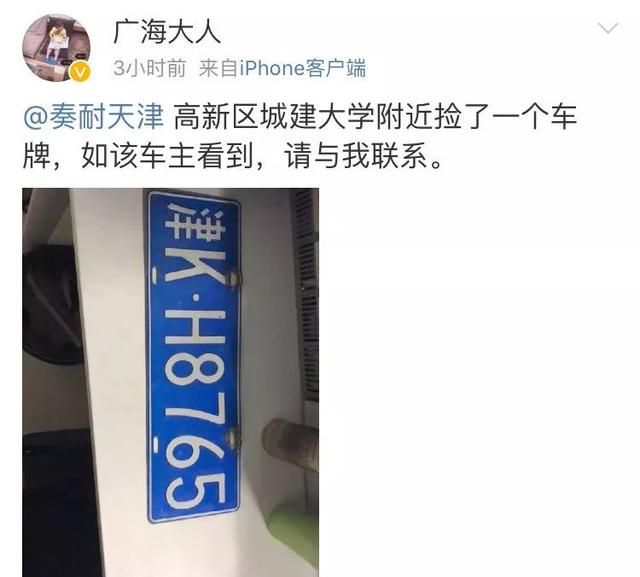 广海大人
3小时前 来自iPhone客户端
@奏耐天津 高新区城建大学附近捡了一个车
牌，如该车主看到，请与我联系。
津K·H8765